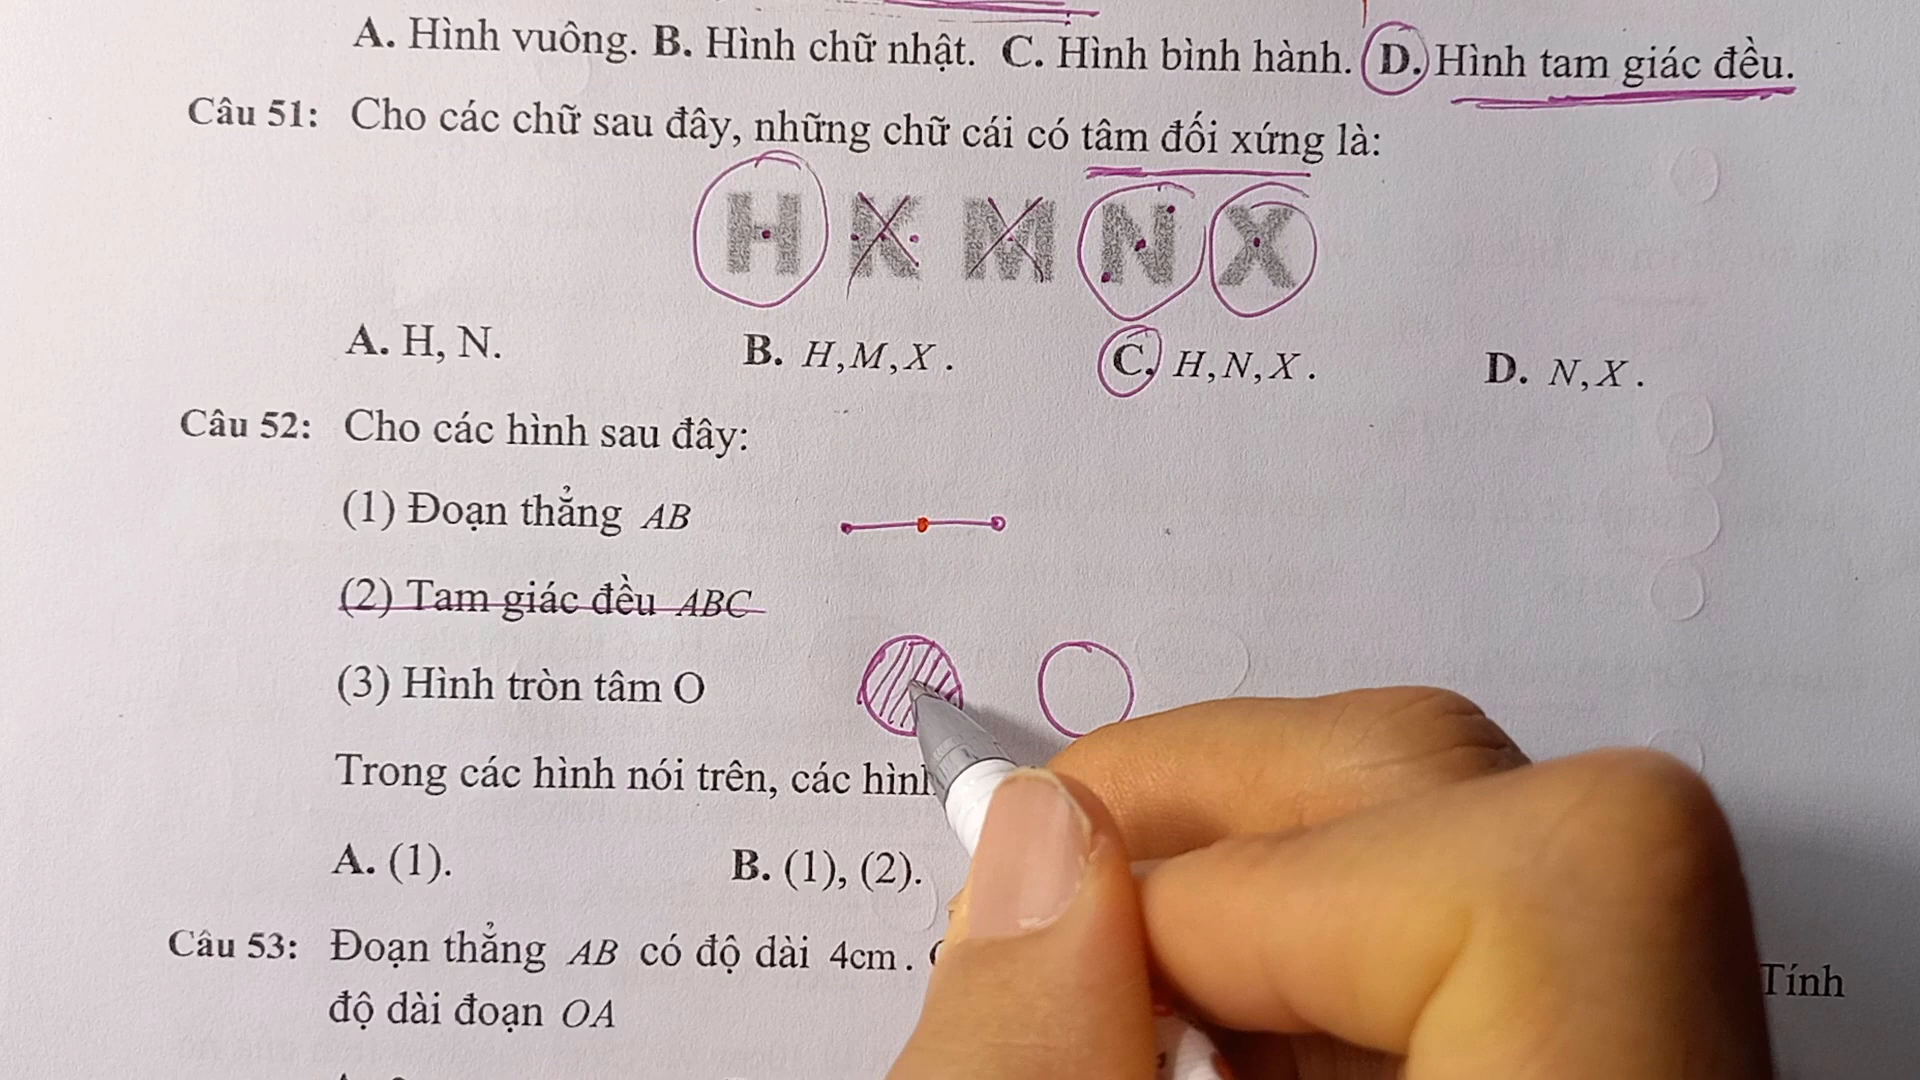 A. Hình vuông. B. Hình chữ nhật. C. Hình bình hành. D. Hình tam giác đều.
Câu 51: Cho các chữ sau đây, những chữ cái có tâm đối xứng là:
H K M N X
A. H, N. B. H,M,X. C. H,N,X. D. N,X.
Câu 52: Cho các hình sau đây:
(1) Đoạn thẳng AB
(2) Tam giác đều ABC
(3) Hình tròn tâm O
Trong các hình nói trên, các hình
A. (1). B. (1), (2).
Câu 53: Đoạn thẳng AB có độ dài 4cm. Tính
độ dài đoạn OA